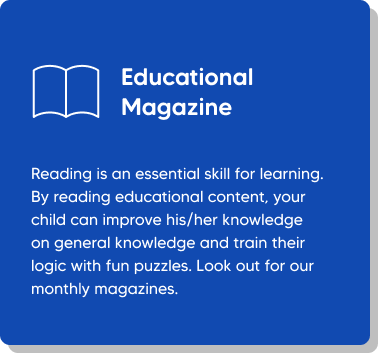 Educational
Magazine
Reading is an essential skill for learning.
By reading educational content, your
child can improve his/her knowledge
on general knowledge and train their
logic with fun puzzles. Look out for our
monthly magazines.